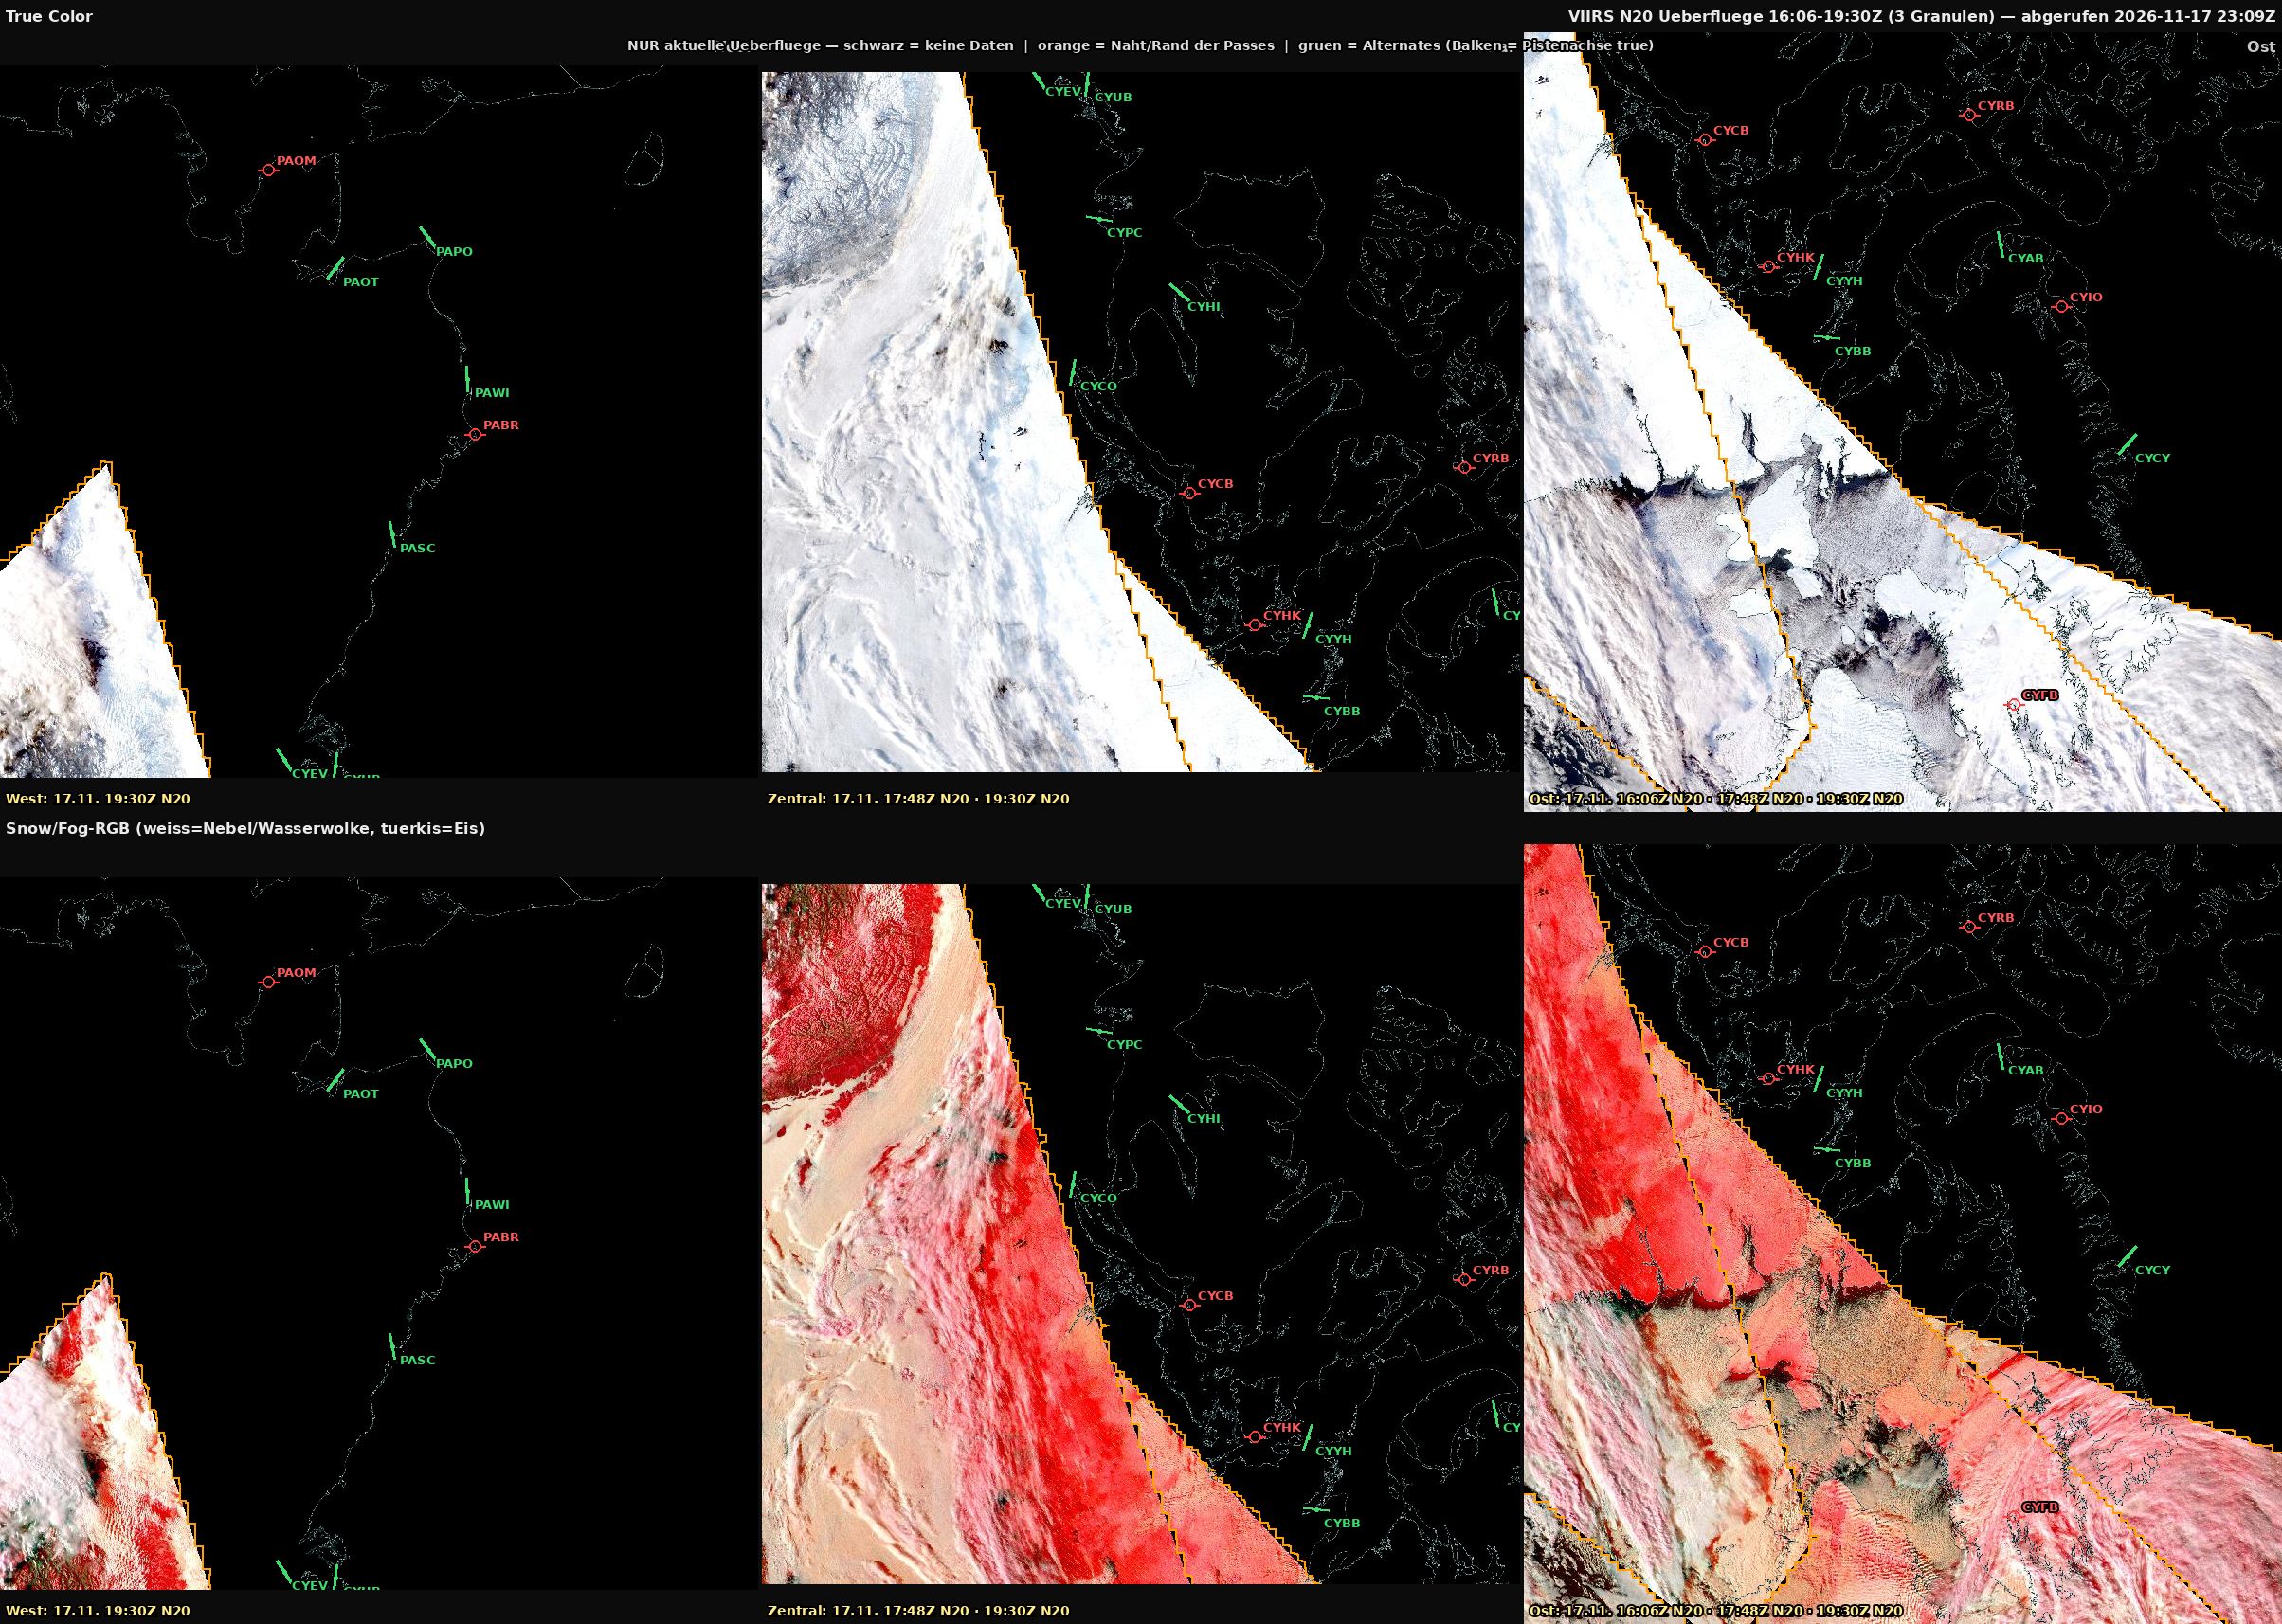 True Color
VIIRS N20 Ueberfluege 16:06-19:30Z (3 Granulen) — abgerufen 2026-11-17 23:09Z
NUR aktuelle Ueberfluege — schwarz = keine Daten | orange = Naht/Rand der Passes | gruen = Alternates (Balken = Pistenachse true)
Ost
PAOM
PAPO
PAOT
PAWI
PABR
PASC
CYEV
CYUB
West: 17.11. 19:30Z N20
CYEV
CYUB
CYPC
CYHI
CYCO
CYRB
CYCB
CYHK
CYYH
CY
CYBB
Zentral: 17.11. 17:48Z N20 · 19:30Z N20
CYRB
CYCB
CYHK
CYAB
CYYH
CYIO
CYBB
CYCY
CYFB
Ost: 17.11. 16:06Z N20 · 17:48Z N20 · 19:30Z N20
Snow/Fog-RGB (weiss=Nebel/Wasserwolke, tuerkis=Eis)
PAOM
PAPO
PAOT
PAWI
PABR
PASC
CYEV
CYUB
West: 17.11. 19:30Z N20
CYEV
CYUB
CYPC
CYHI
CYCO
CYRB
CYCB
CYHK
CYYH
CY
CYBB
Zentral: 17.11. 17:48Z N20 · 19:30Z N20
CYRB
CYCB
CYHK
CYAB
CYYH
CYIO
CYBB
CYCY
CYFB
Ost: 17.11. 16:06Z N20 · 17:48Z N20 · 19:30Z N20